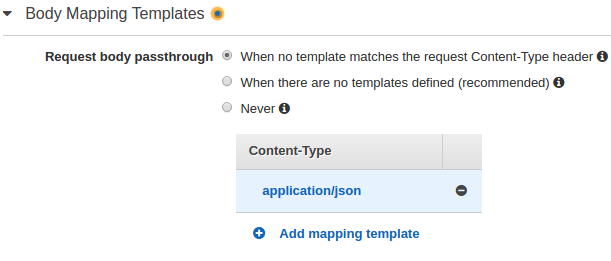 Body Mapping Templates
Request body passthrough When no template matches the request Content-Type header
When there are no templates defined (recommended)
Never
Content-Type
application/json
Add mapping template